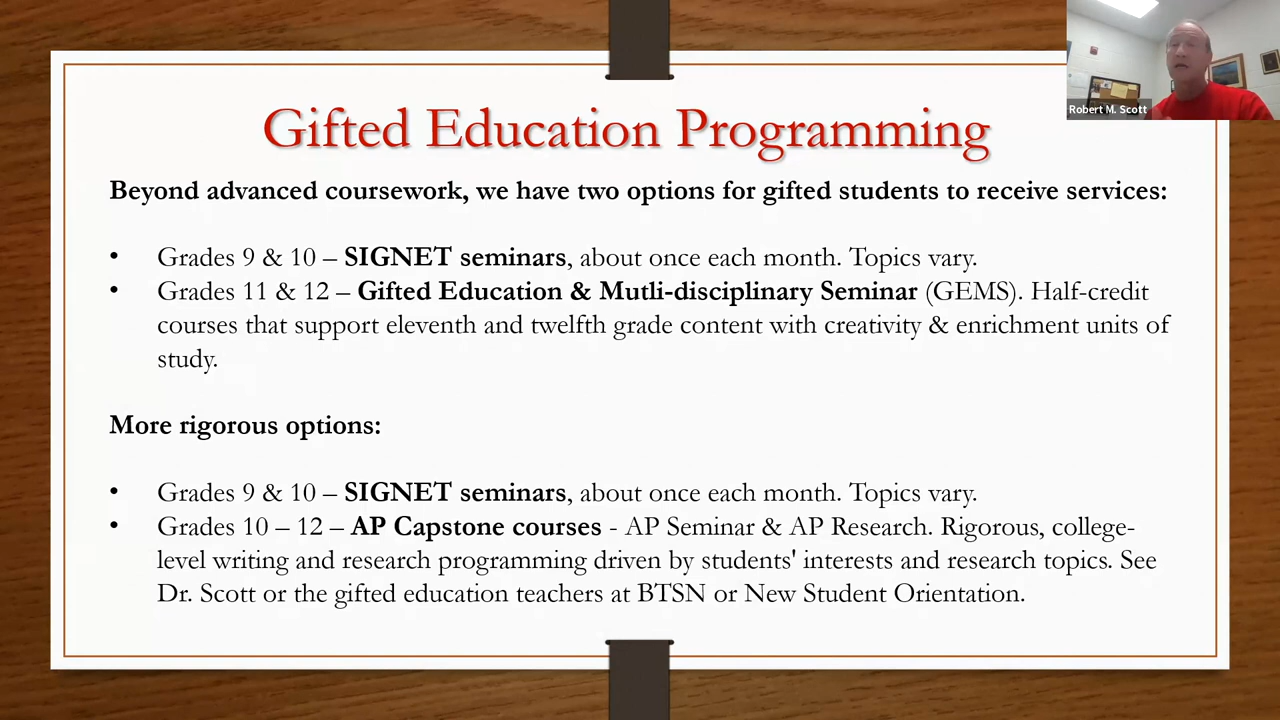 Gifted Education Programming
Robert M. Scott
Beyond advanced coursework, we have two options for gifted students to receive services:
• Grades 9 & 10 – SIGNET seminars, about once each month. Topics vary.
• Grades 11 & 12 – Gifted Education & Mutli-disciplinary Seminar (GEMS). Half-credit
courses that support eleventh and twelfth grade content with creativity & enrichment units of
study.
More rigorous options:
• Grades 9 & 10 – SIGNET seminars, about once each month. Topics vary.
• Grades 10 – 12 – AP Capstone courses - AP Seminar & AP Research. Rigorous, college-
level writing and research programming driven by students' interests and research topics. See
Dr. Scott or the gifted education teachers at BTSN or New Student Orientation.